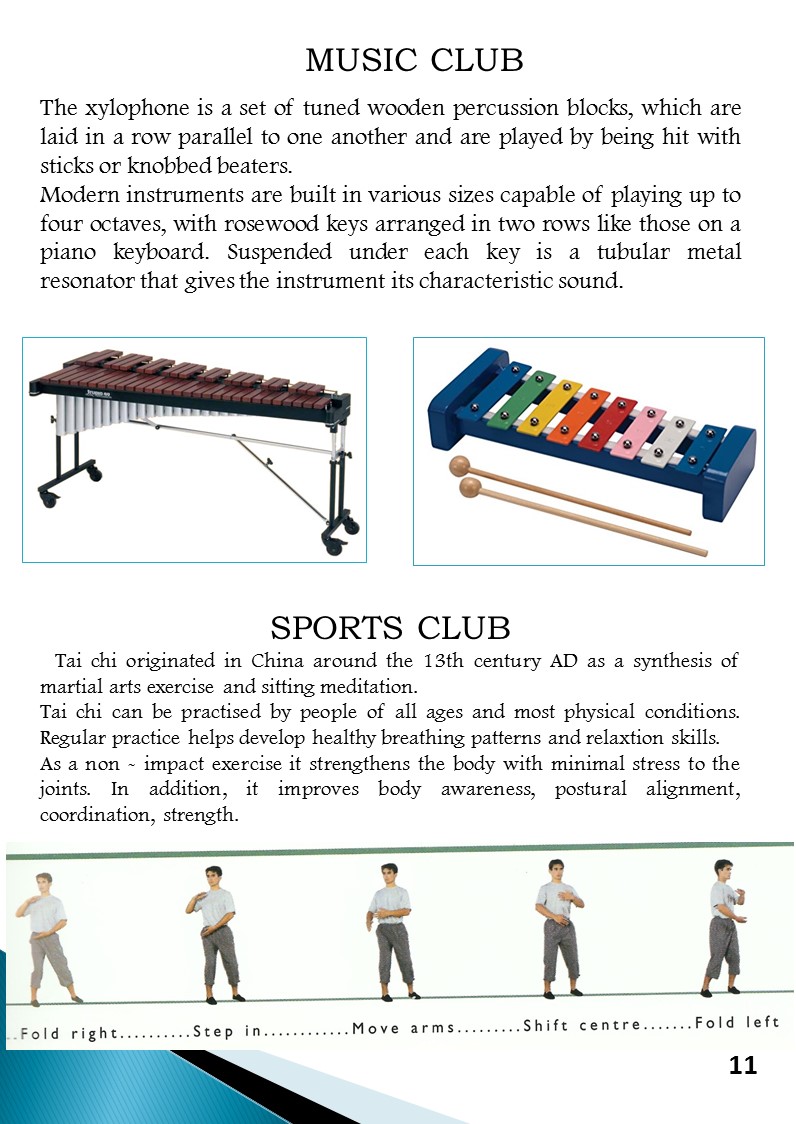 MUSIC CLUB
The xylophone is a set of tuned wooden percussion blocks, which are
laid in a row parallel to one another and are played by being hit with
sticks or knobbed beaters.
Modern instruments are built in various sizes capable of playing up to
four octaves, with rosewood keys arranged in two rows like those on a
piano keyboard. Suspended under each key is a tubular metal
resonator that gives the instrument its characteristic sound.
SPORTS CLUB
Tai chi originated in China around the 13th century AD as a synthesis of
martial arts exercise and sitting meditation.
Tai chi can be practised by people of all ages and most physical conditions.
Regular practice helps develop healthy breathing patterns and relaxtion skills.
As a non ~ impact exercise it strengthens the body with minimal stress to the
joints. In addition, it improves body awareness, postural alignment,
coordination, strength.
..Fold right..........Step in............Move arms.........Shift centre.......Fold left
11